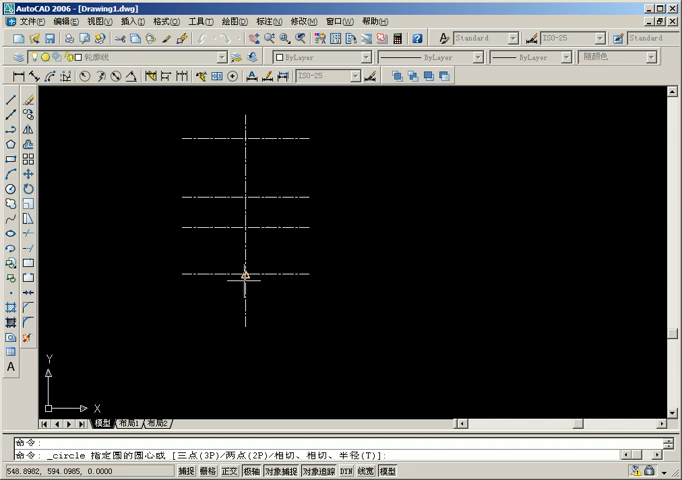 AutoCAD 2006 - [Drawing1.dwg]
文件(F) 编辑(E) 视图(V) 插入(I) 格式(O) 工具(T) 绘图(D) 标注(N) 修改(M) 窗口(W) 帮助(H)
Standard ISO-25 Standard
轮廓线 ByLayer ByLayer ByLayer 随颜色
ISO-25
A
Y
X
模型 布局1 布局2
命令:
命令: _circle 指定圆的圆心或 [三点(3P)/两点(2P)/相切、相切、半径(T)]:
548.8982, 594.0985, 0.0000 捕捉 栅格 正交 极轴 对象捕捉 对象追踪 DYN 线宽 模型